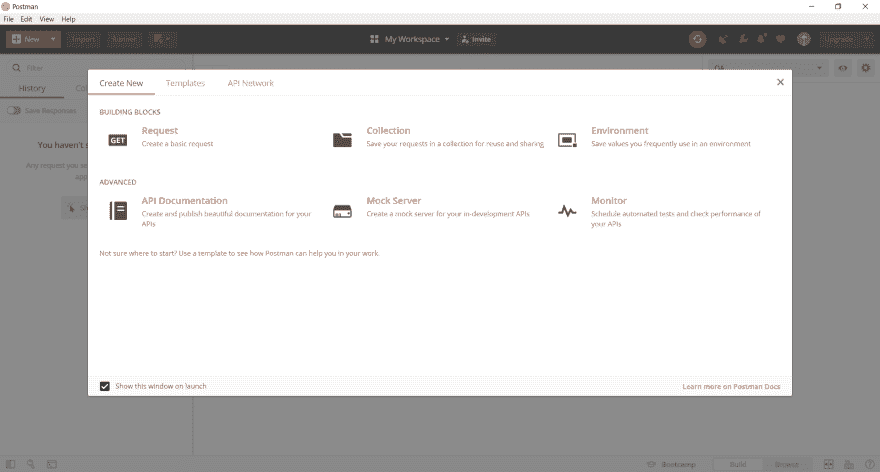 Postman
File Edit View Help
New Import Runner My Workspace Invite Upgrade
Filter
History
Save Responses
You haven't s
Any request you se
app
Create New Templates API Network
BUILDING BLOCKS
GET
Request
Create a basic request
Collection
Save your requests in a collection for reuse and sharing
Environment
Save values you frequently use in an environment
ADVANCED
API Documentation
Create and publish beautiful documentation for your
APIs
Mock Server
Create a mock server for your in-development APIs
Monitor
Schedule automated tests and check performance of
your APIs
Not sure where to start? Use a template to see how Postman can help you in your work.
Show this window on launch
Learn more on Postman Docs
Bootcamp Build Browse